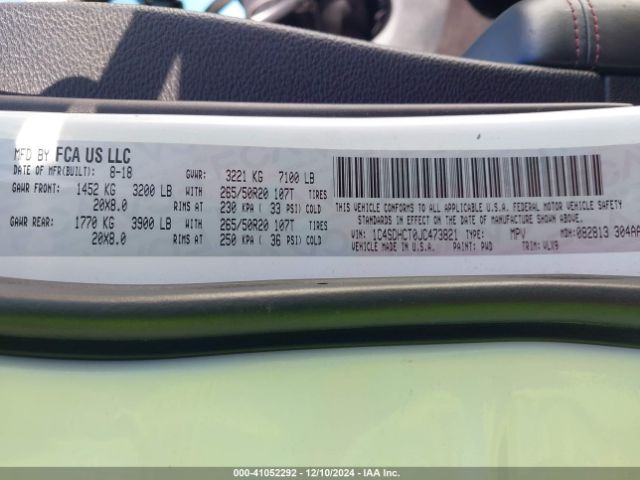 MFD BY FCA US LLC
DATE OF MFR(BUILT): 8-18 GVWR: 3221 KG 7100 LB
GAWR FRONT: 1452 KG 3200 LB WITH 265/50R20 107T TIRES
20X8.0 RIMS AT 230 KPA ( 33 PSI) COLD
GAWR REAR: 1770 KG 3900 LB WITH 265/50R20 107T TIRES
20X8.0 RIMS AT 250 KPA ( 36 PSI) COLD
THIS VEHICLE CONFORMS TO ALL APPLICABLE U.S.A. FEDERAL MOTOR VEHICLE SAFETY
STANDARDS IN EFFECT ON THE DATE OF MANUFACTURE SHOWN ABOVE.
VIN: 1C4SDHCT0JC473821 TYPE: MPV MDH: 082813 304AA
VEHICLE MADE IN U.S.A. PAINT: PWD TRIM: VLX9
000-41052292 - 12/10/2024 - IAA Inc.